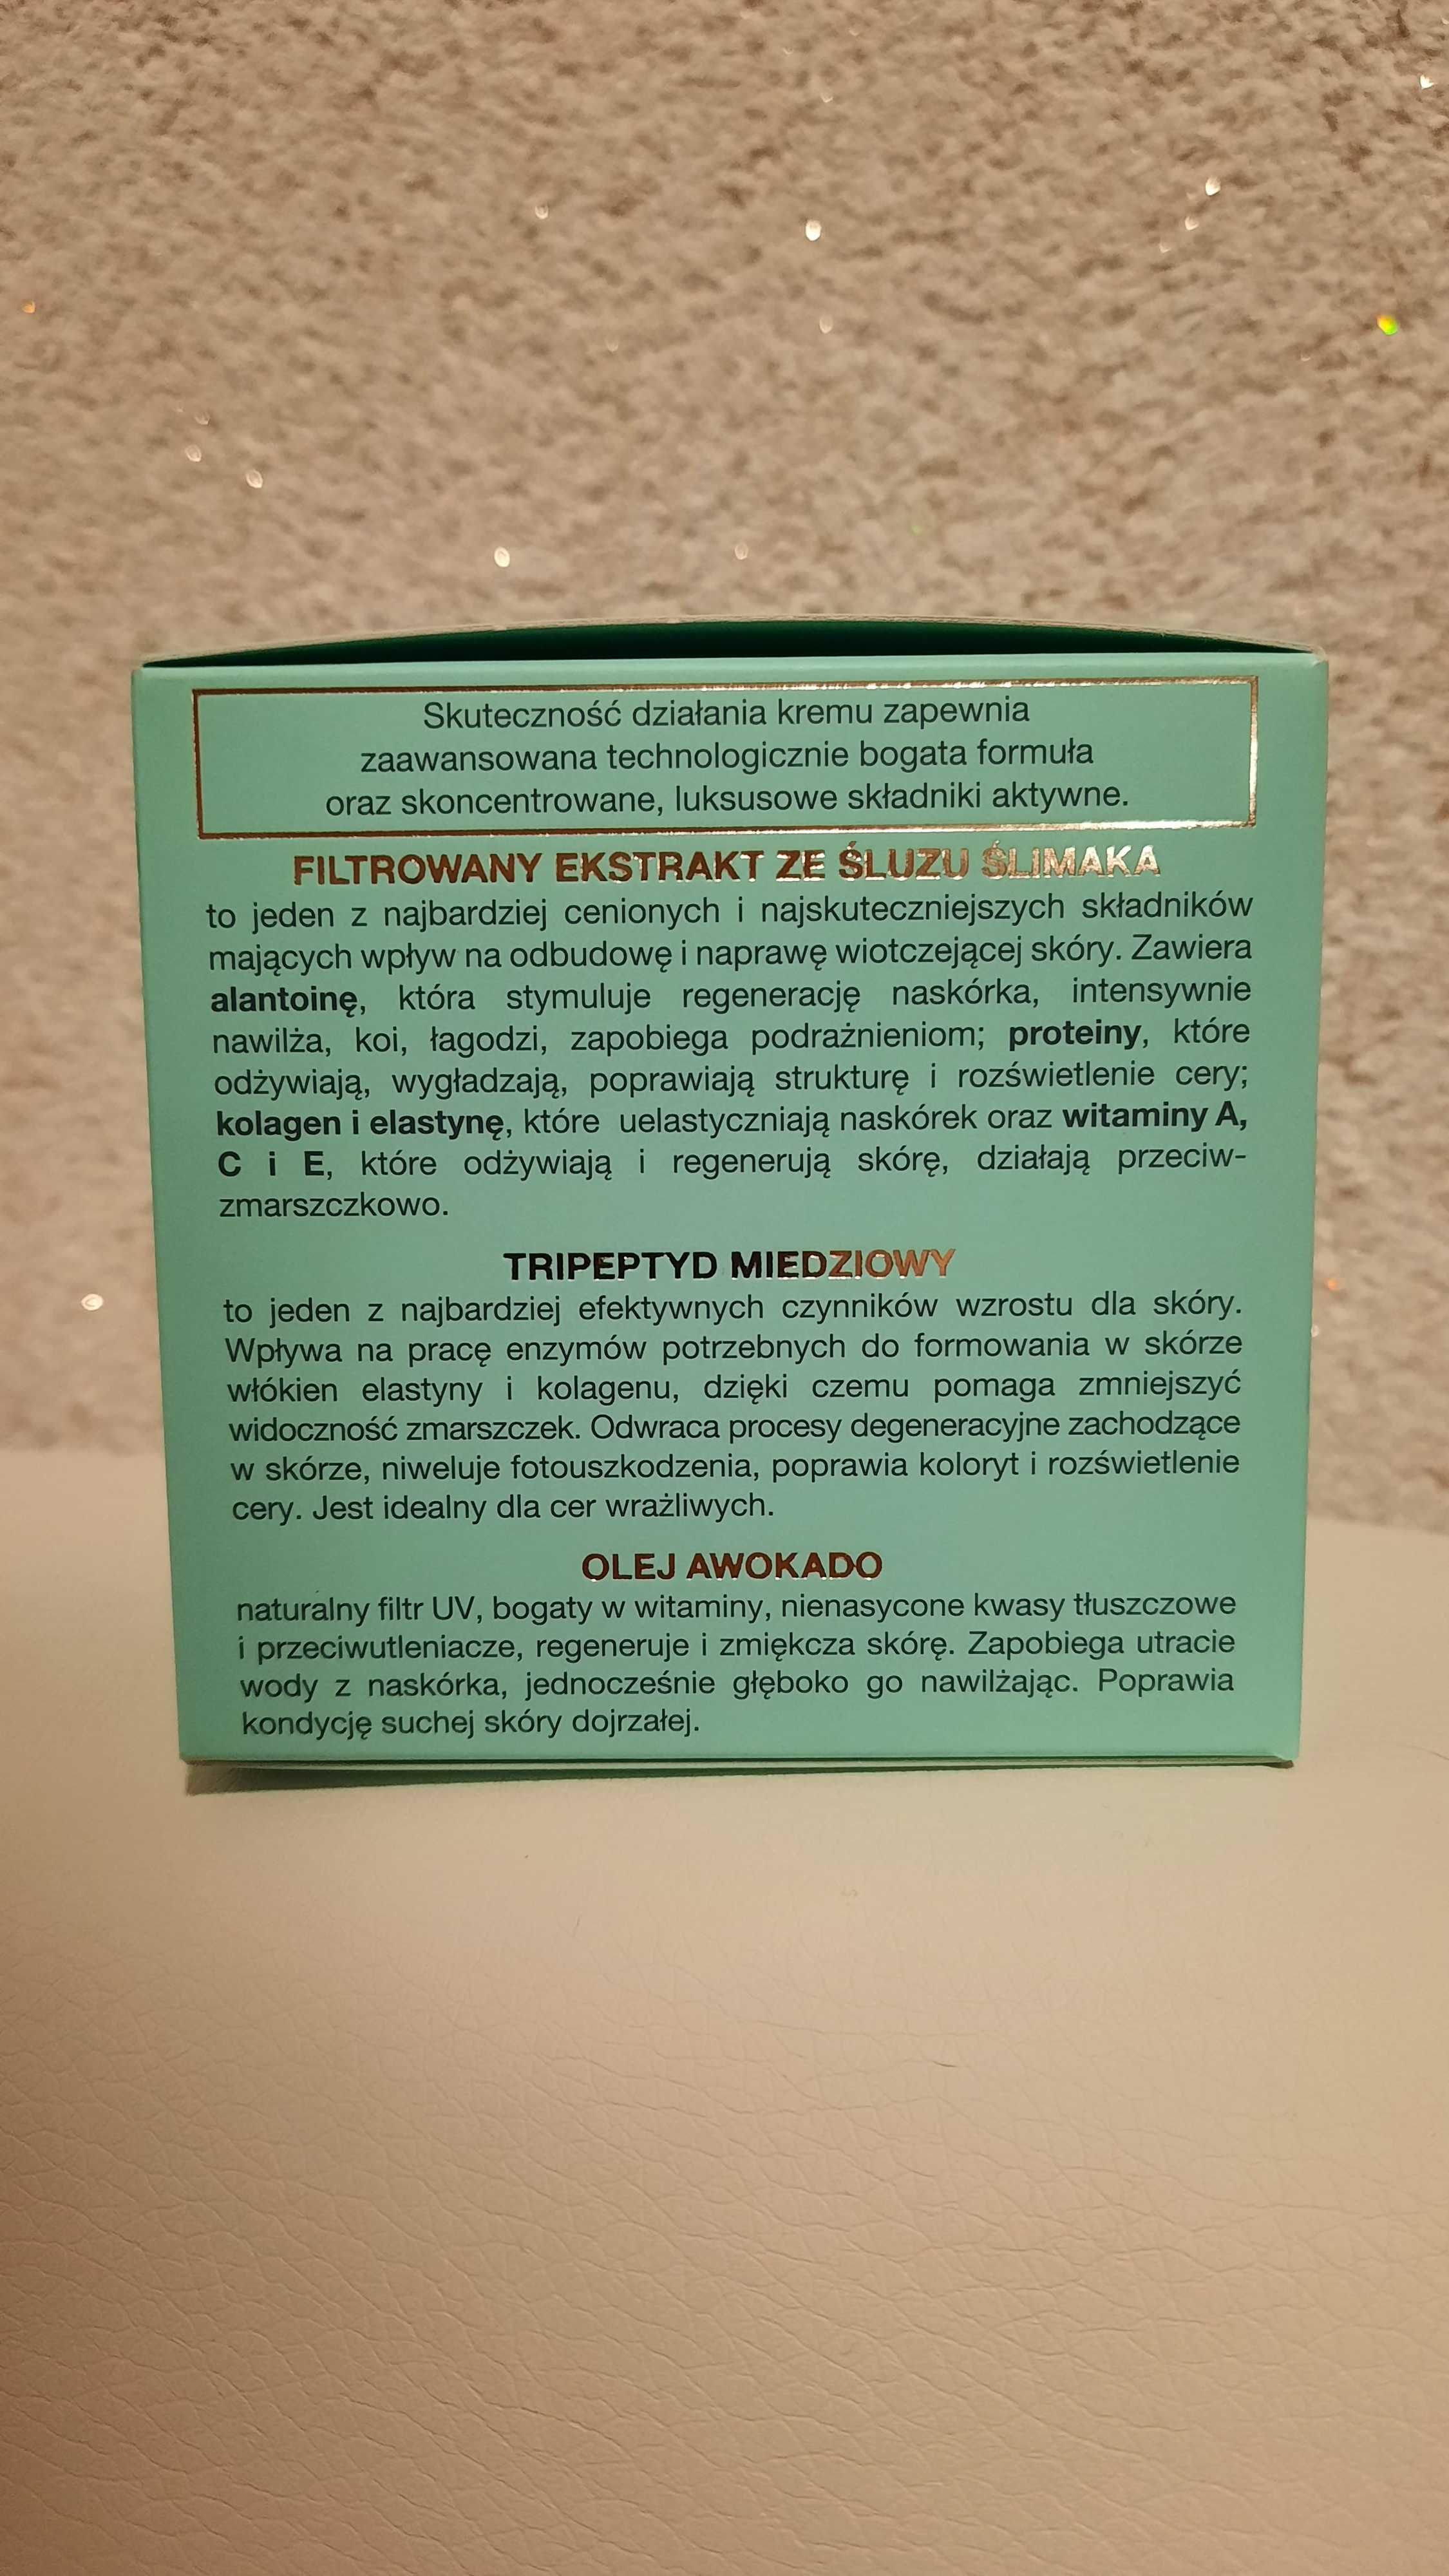 Skuteczność działania kremu zapewnia
zaawansowana technologicznie bogata formuła
oraz skoncentrowane, luksusowe składniki aktywne.
FILTROWANY EKSTRAKT ZE ŚLUZU ŚLIMAKA
to jeden z najbardziej cenionych i najskuteczniejszych składników
mających wpływ na odbudowę i naprawę wiotczejącej skóry. Zawiera
alantoinę, która stymuluje regenerację naskórka, intensywnie
nawilża, koi, łagodzi, zapobiega podrażnieniom; proteiny, które
odżywiają, wygładzają, poprawiają strukturę i rozświetlenie cery;
kolagen i elastynę, które uelastyczniają naskórek oraz witaminy A,
C i E, które odżywiają i regenerują skórę, działają przeciw-
zmarszczkowo.
TRIPEPTYD MIEDZIOWY
to jeden z najbardziej efektywnych czynników wzrostu dla skóry.
Wpływa na pracę enzymów potrzebnych do formowania w skórze
włókien elastyny i kolagenu, dzięki czemu pomaga zmniejszyć
widoczność zmarszczek. Odwraca procesy degeneracyjne zachodzące
w skórze, niweluje fotouszkodzenia, poprawia koloryt i rozświetlenie
cery. Jest idealny dla cer wrażliwych.
OLEJ AWOKADO
naturalny filtr UV, bogaty w witaminy, nienasycone kwasy tłuszczowe
i przeciwutleniacze, regeneruje i zmiękcza skórę. Zapobiega utracie
wody z naskórka, jednocześnie głęboko go nawilżając. Poprawia
kondycję suchej skóry dojrzałej.